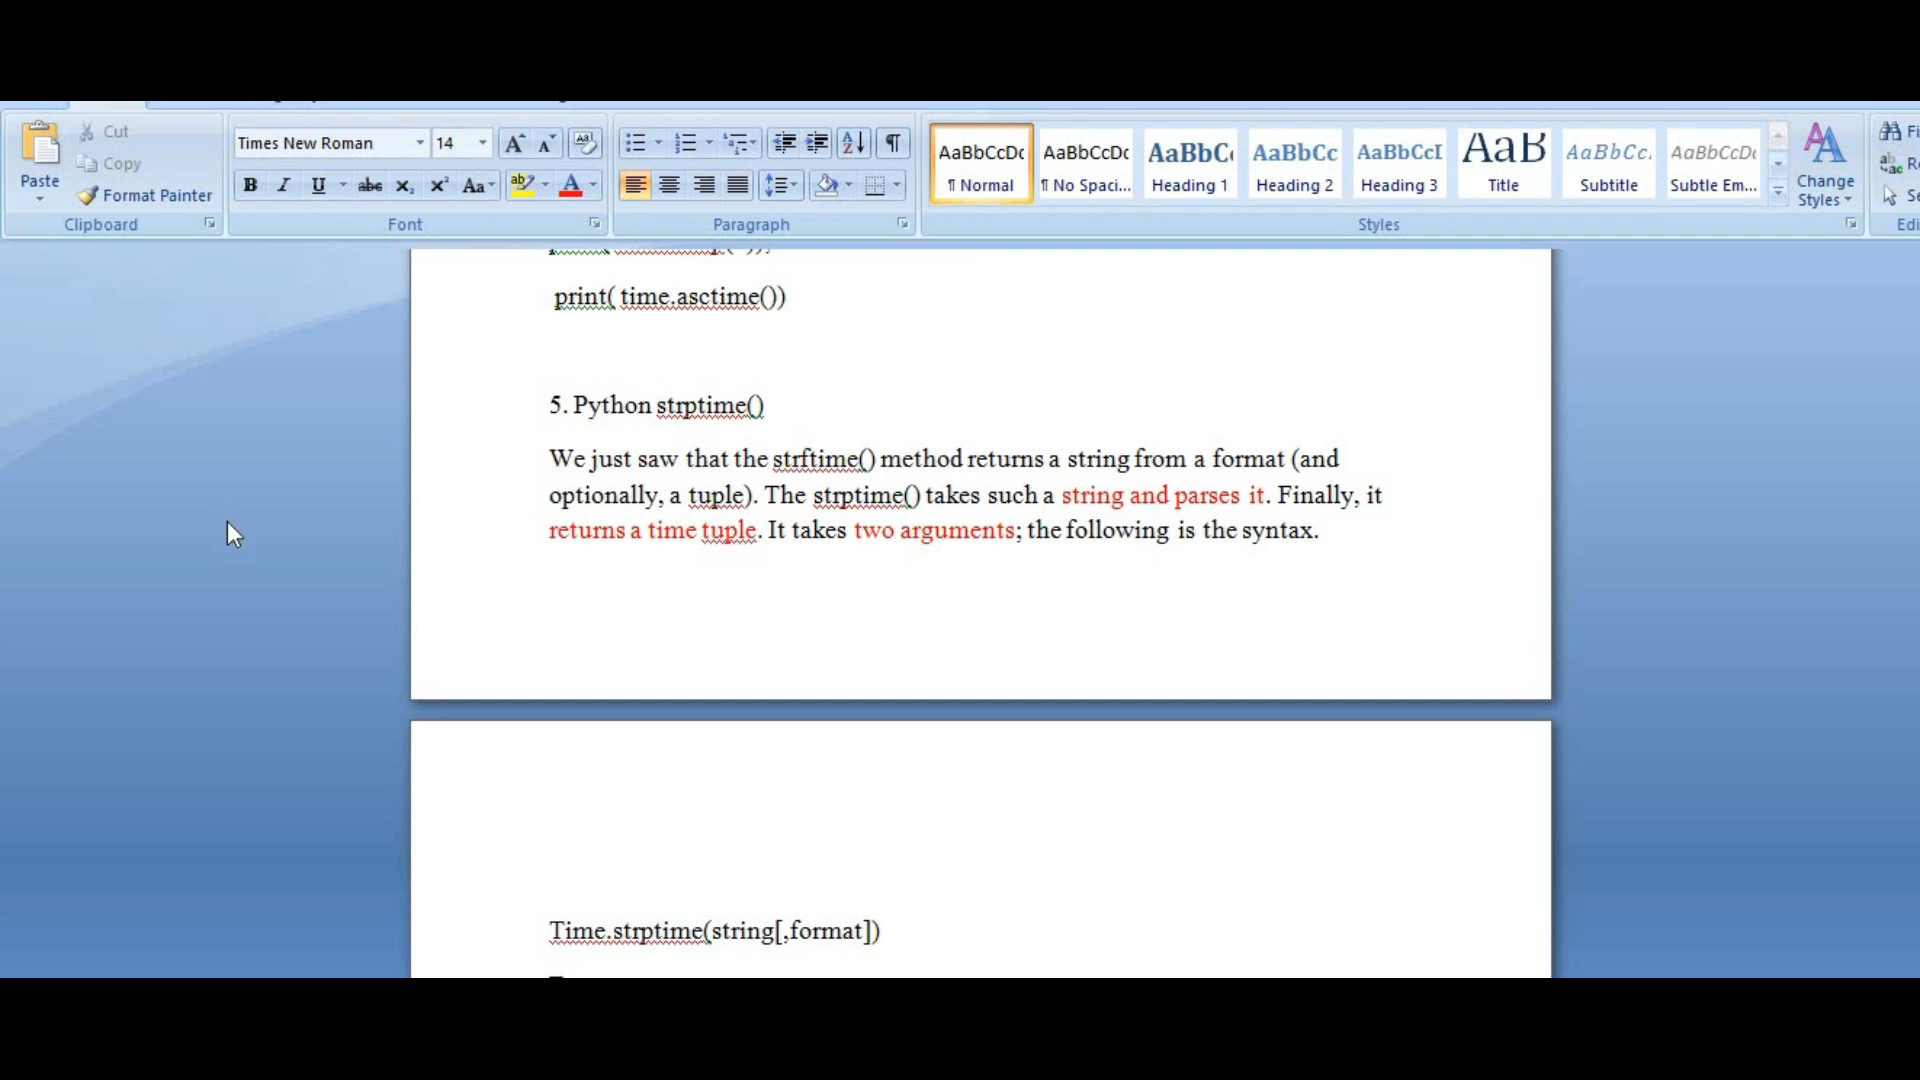 Cut
Copy
Format Painter
Paste
Clipboard
Times New Roman
14
Font
Paragraph
AaBbCcDc
¶ Normal
AaBbCcDc
¶ No Spaci...
AaBbC
Heading 1
AaBbCc
Heading 2
AaBbCcI
Heading 3
AaB
Title
AaBbCc.
Subtitle
AaBbCcDc
Subtle Em...
Change
Styles
Styles
print( time.asctime())
5. Python strptime()
We just saw that the strftime() method returns a string from a format (and
optionally, a tuple). The strptime() takes such a string and parses it. Finally, it
returns a time tuple. It takes two arguments; the following is the syntax.
Time.strptime(string[,format])